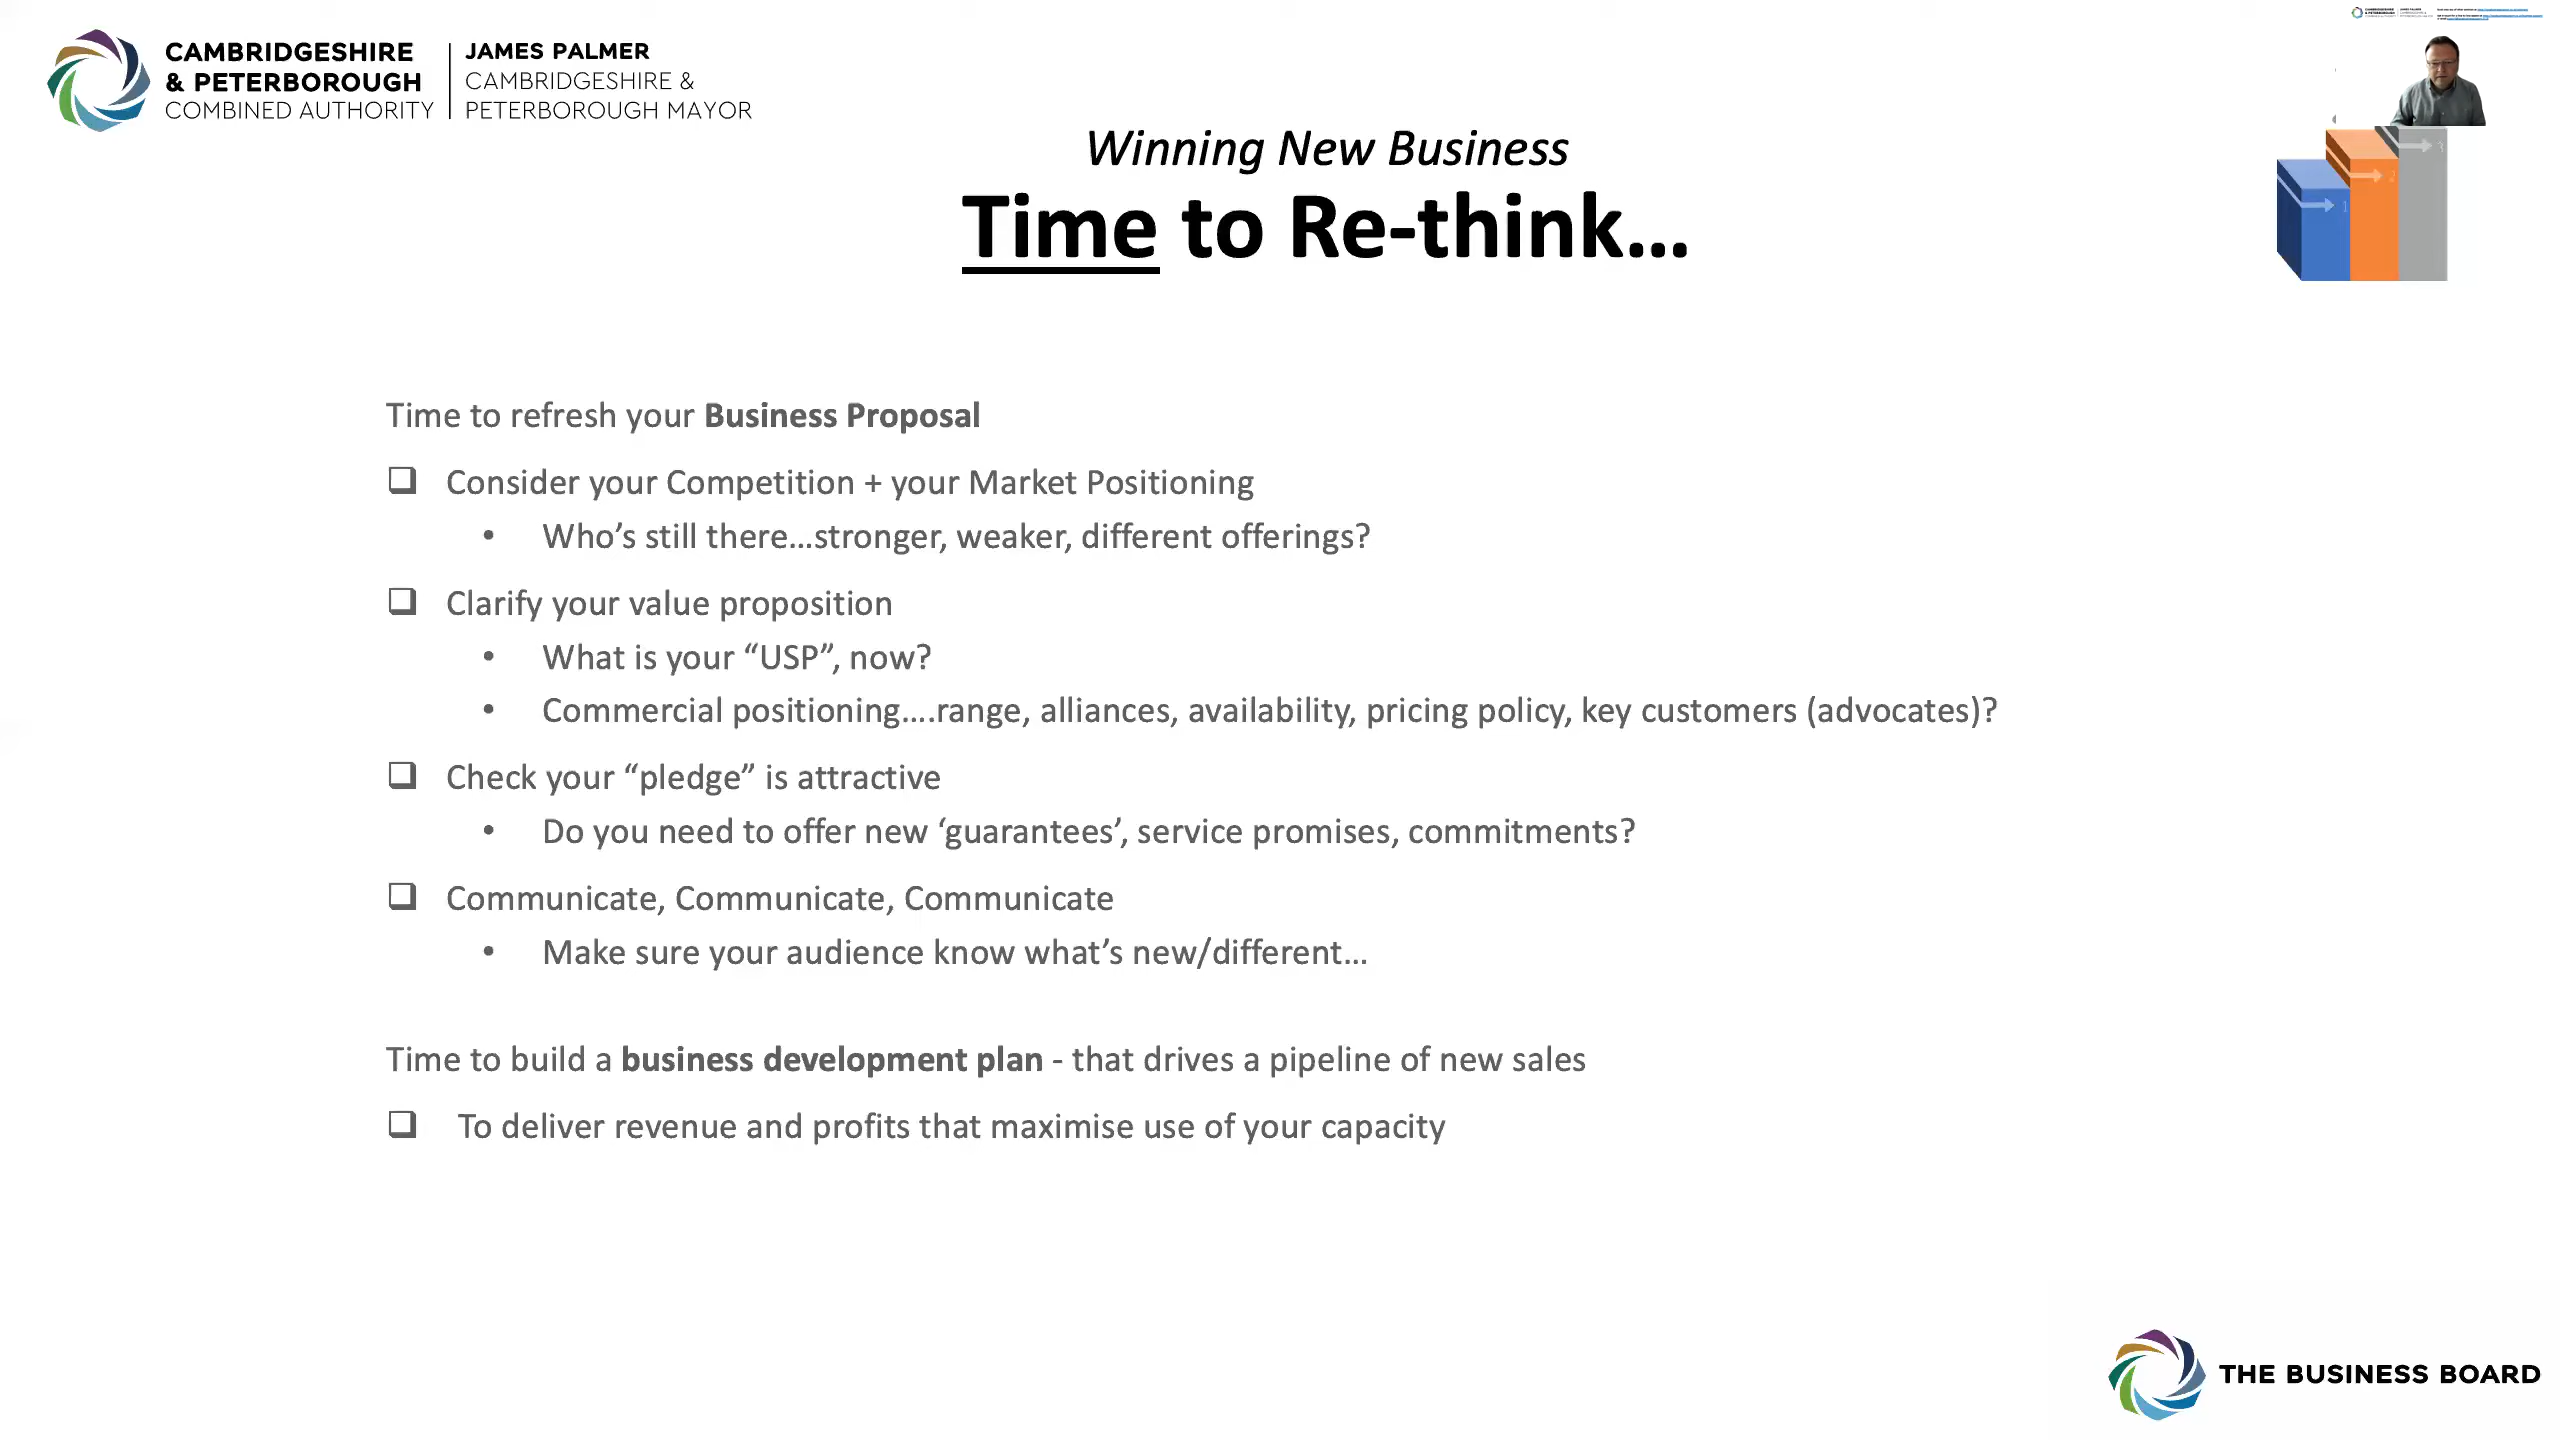 CAMBRIDGESHIRE
& PETERBOROUGH
COMBINED AUTHORITY
JAMES PALMER
CAMBRIDGESHIRE &
PETERBOROUGH MAYOR
Winning New Business
Time to Re-think...
1
2
3
Time to refresh your Business Proposal
❑ Consider your Competition + your Market Positioning
• Who’s still there...stronger, weaker, different offerings?
❑ Clarify your value proposition
• What is your “USP”, now?
• Commercial positioning....range, alliances, availability, pricing policy, key customers (advocates)?
❑ Check your “pledge” is attractive
• Do you need to offer new ‘guarantees’, service promises, commitments?
❑ Communicate, Communicate, Communicate
• Make sure your audience know what’s new/different...
Time to build a business development plan - that drives a pipeline of new sales
❑ To deliver revenue and profits that maximise use of your capacity
THE BUSINESS BOARD